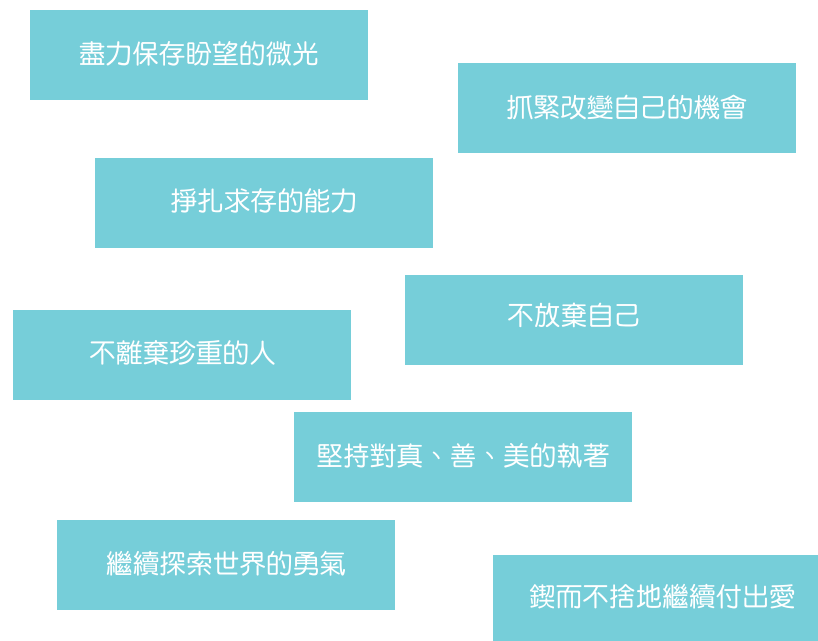 盡力保存盼望的微光
抓緊改變自己的機會
掙扎求存的能力
不放棄自己
不離棄珍重的人
堅持對真、善、美的執著
繼續探索世界的勇氣
鍥而不捨地繼續付出愛